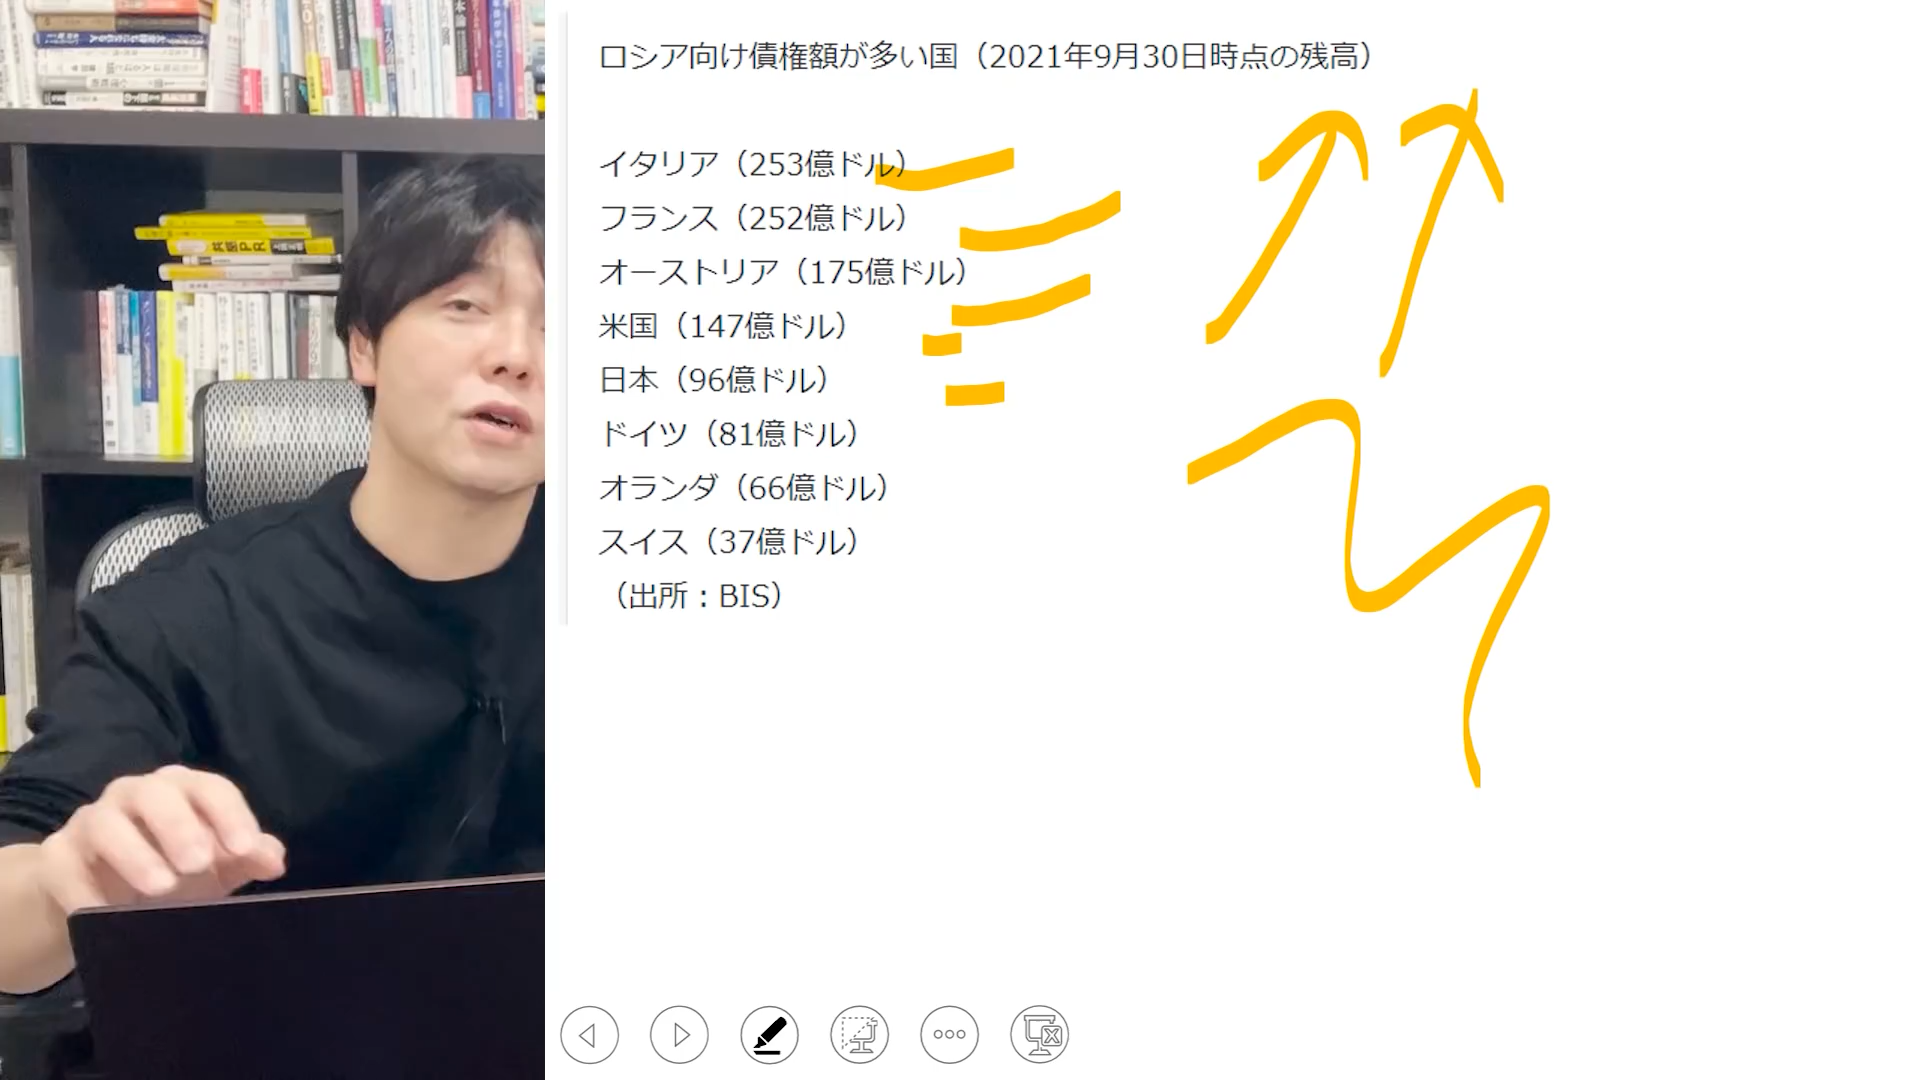 ロシア向け債権額が多い国（2021年9月30日時点の残高）
イタリア（253億ドル）
フランス（252億ドル）
オーストリア（175億ドル）
米国（147億ドル）
日本（96億ドル）
ドイツ（81億ドル）
オランダ（66億ドル）
スイス（37億ドル）
（出所：BIS）